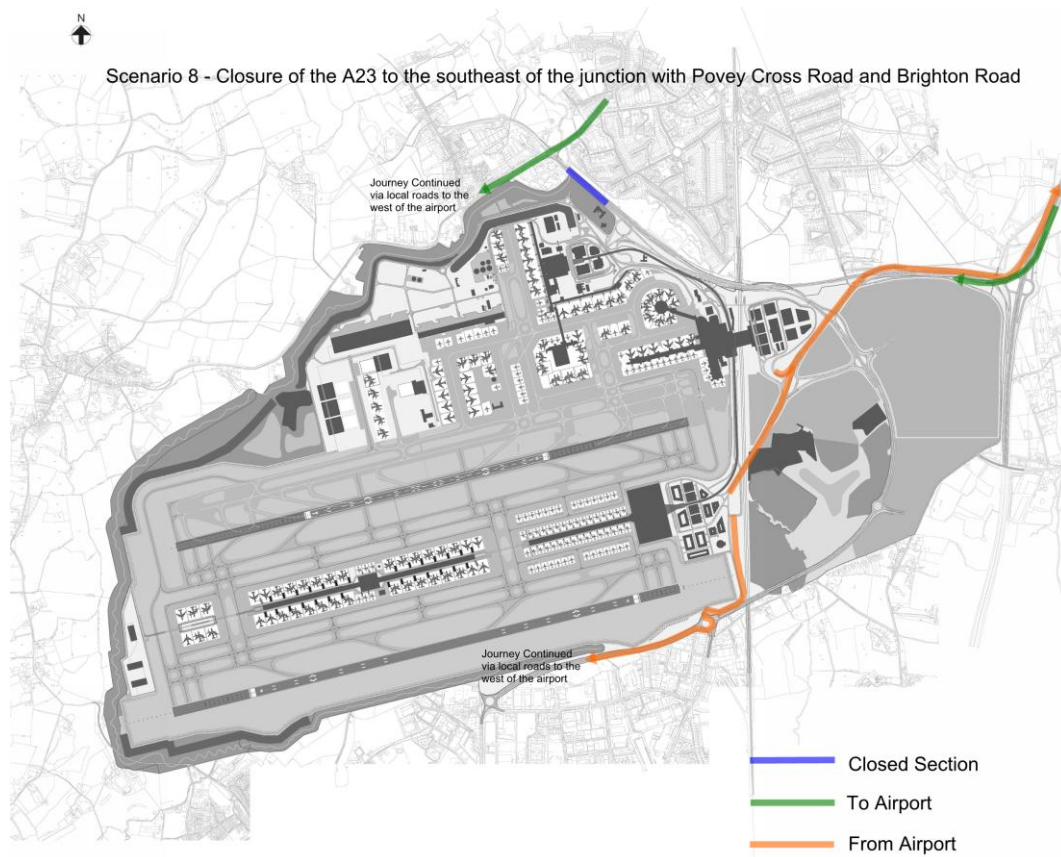 N
Scenario 8 - Closure of the A23 to the southeast of the junction with Povey Cross Road and Brighton Road
Journey Continued
via local roads to the
west of the airport
Journey Continued
via local roads to the
west of the airport
Closed Section
To Airport
From Airport